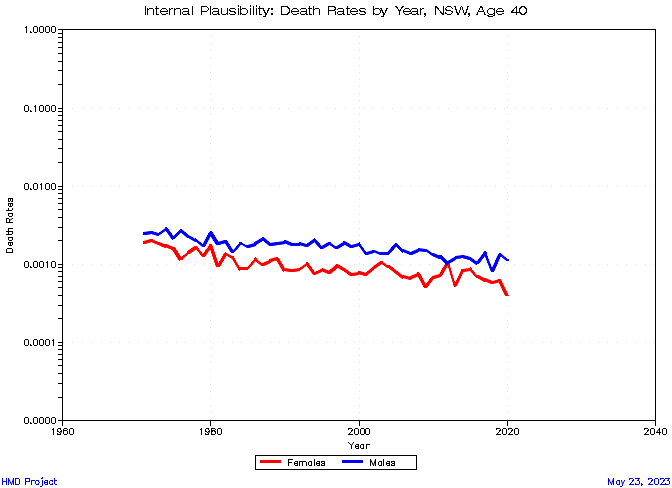 Internal Plausibility: Death Rates by Year, NSW, Age 40
1.0000
0.1000
0.0100
0.0010
0.0001
0.0000
Death Rates
1960 1980 2000 2020 2040
Year
Females Males
HMD Project May 23, 2023